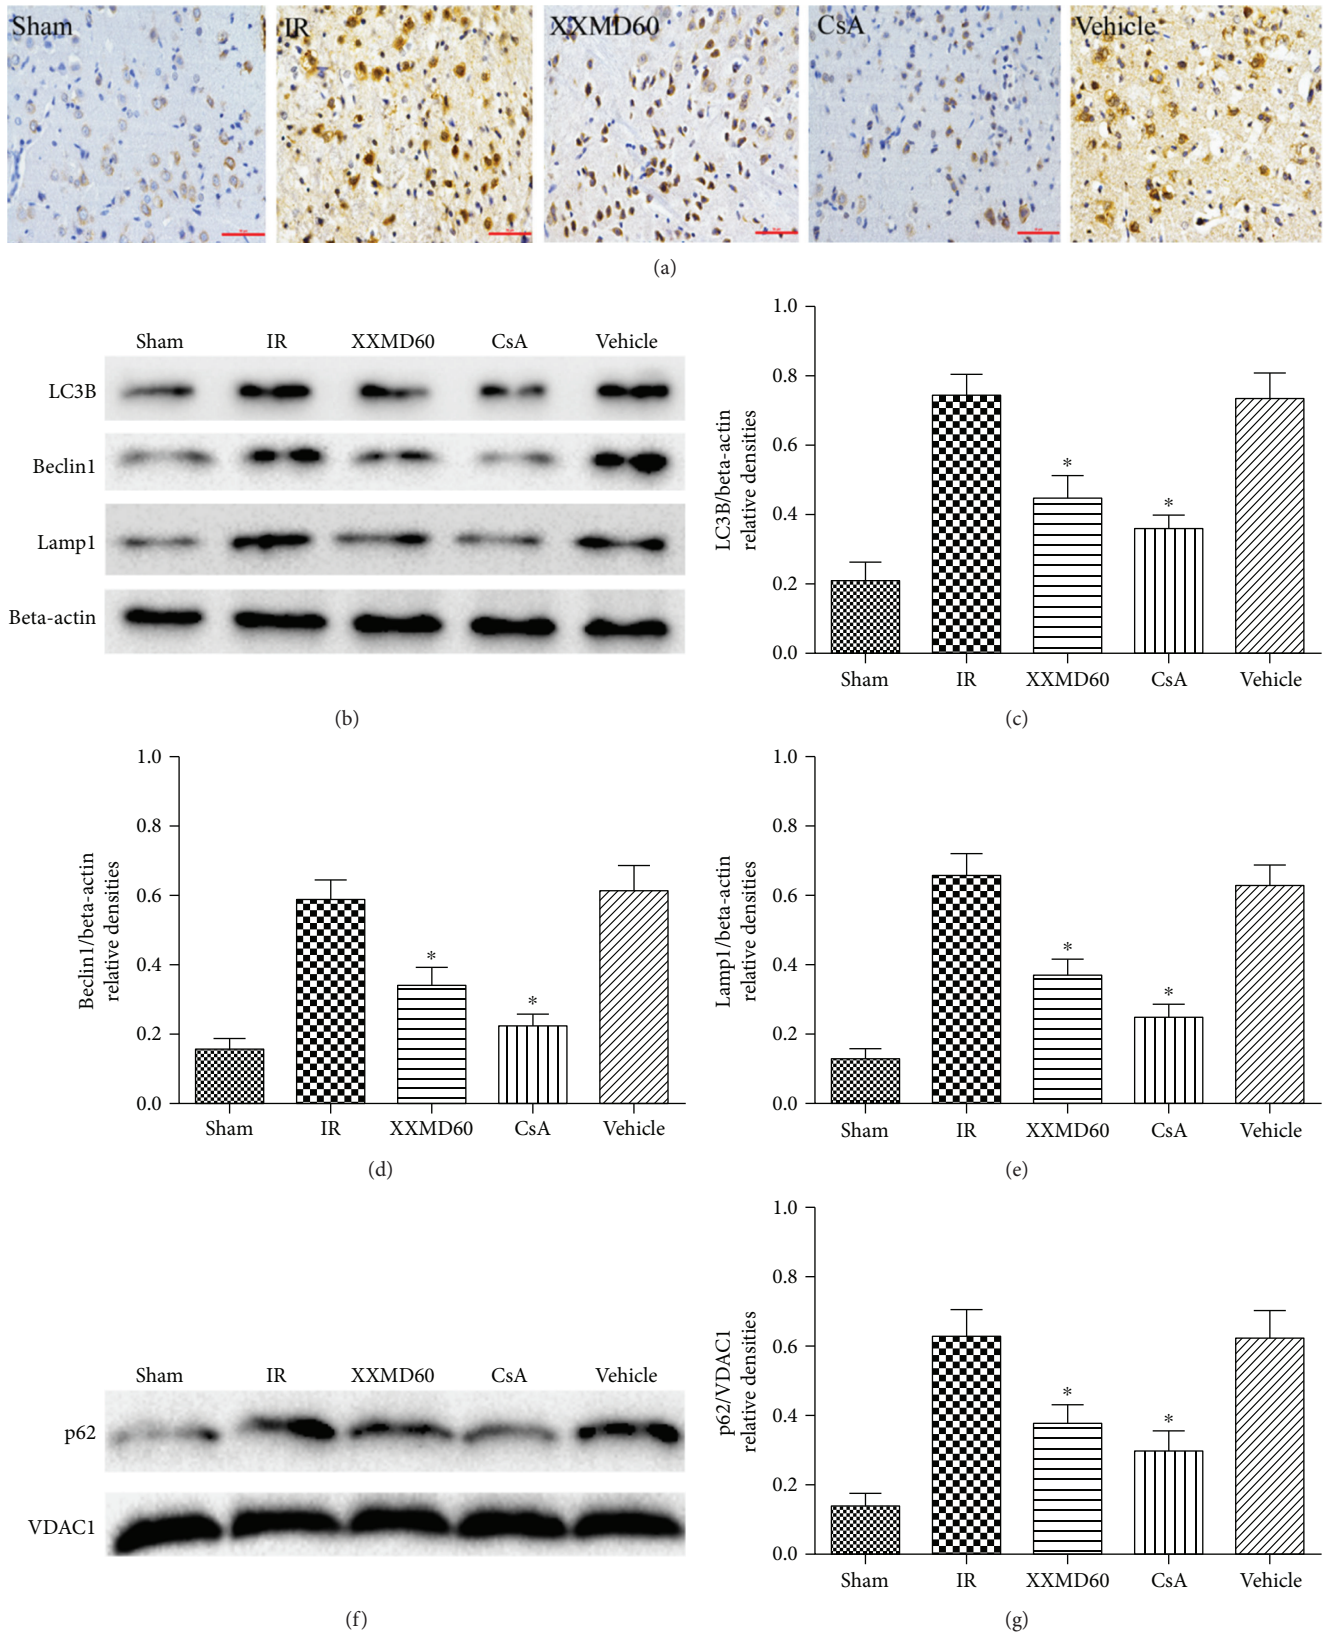 Sham IR XXMD60 CsA Vehicle
(a)
Sham IR XXMD60 CsA Vehicle
LC3B
Beclin1
Lamp1
Beta-actin
(b)
LC3B/beta-actin
relative densities
1.0
0.8
0.6
0.4
0.2
0.0
*
*
Sham IR XXMD60 CsA Vehicle
(c)
Beclin1/beta-actin
relative densities
1.0
0.8
0.6
0.4
0.2
0.0
*
*
Sham IR XXMD60 CsA Vehicle
(d)
Lamp1/beta-actin
relative densities
1.0
0.8
0.6
0.4
0.2
0.0
*
*
Sham IR XXMD60 CsA Vehicle
(e)
Sham IR XXMD60 CsA Vehicle
p62
VDAC1
(f)
p62/VDAC1
relative densities
1.0
0.8
0.6
0.4
0.2
0.0
*
*
Sham IR XXMD60 CsA Vehicle
(g)